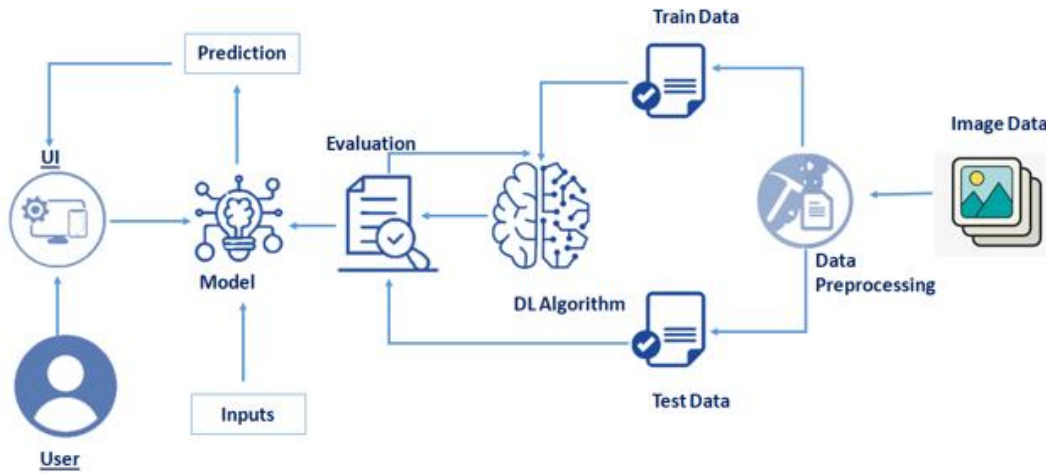 Train Data
Prediction
Image Data
Evaluation
UI
Data
Preprocessing
Model
DL Algorithm
Test Data
Inputs
User